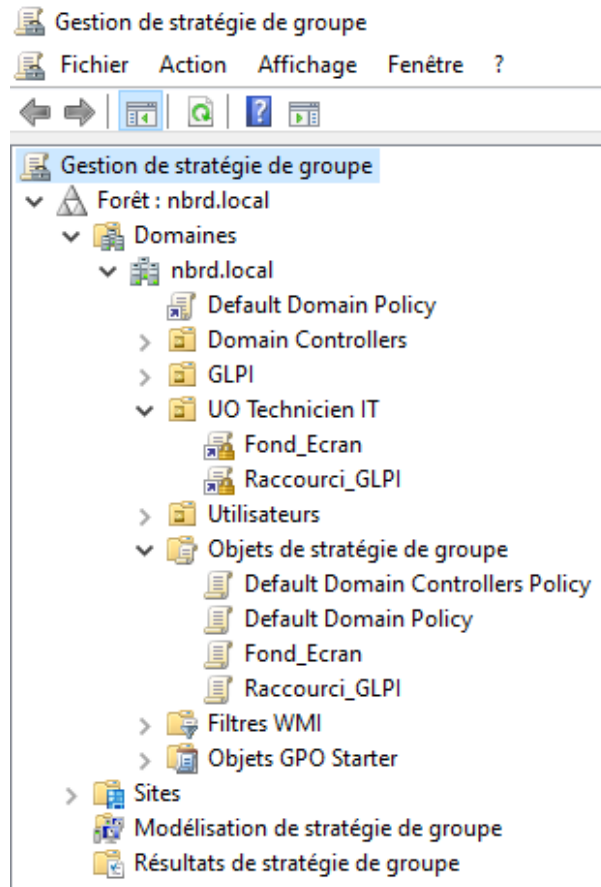 Gestion de stratégie de groupe
Fichier Action Affichage Fenêtre ?
Gestion de stratégie de groupe
Forêt : nbrd.local
Domaines
nbrd.local
Default Domain Policy
Domain Controllers
GLPI
UO Technicien IT
Fond_Ecran
Raccourci_GLPI
Utilisateurs
Objets de stratégie de groupe
Default Domain Controllers Policy
Default Domain Policy
Fond_Ecran
Raccourci_GLPI
Filtres WMI
Objets GPO Starter
Sites
Modélisation de stratégie de groupe
Résultats de stratégie de groupe